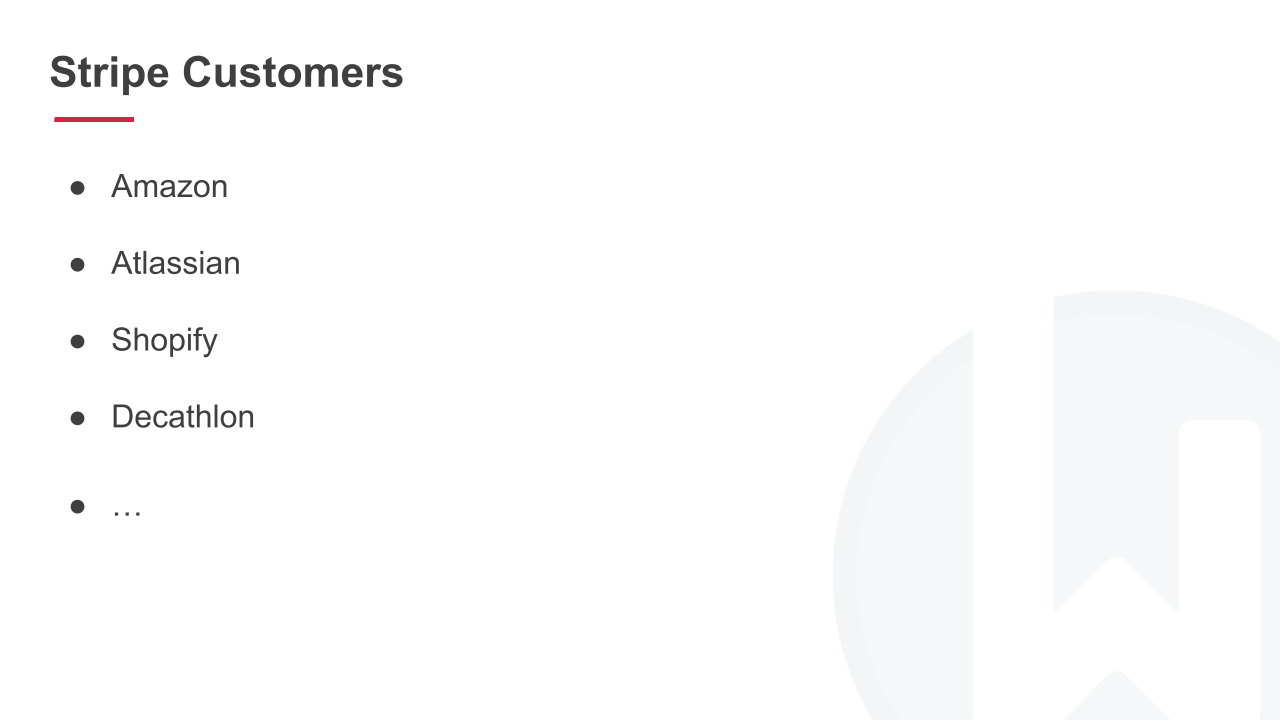 Stripe Customers
● Amazon
● Atlassian
● Shopify
● Decathlon
● …